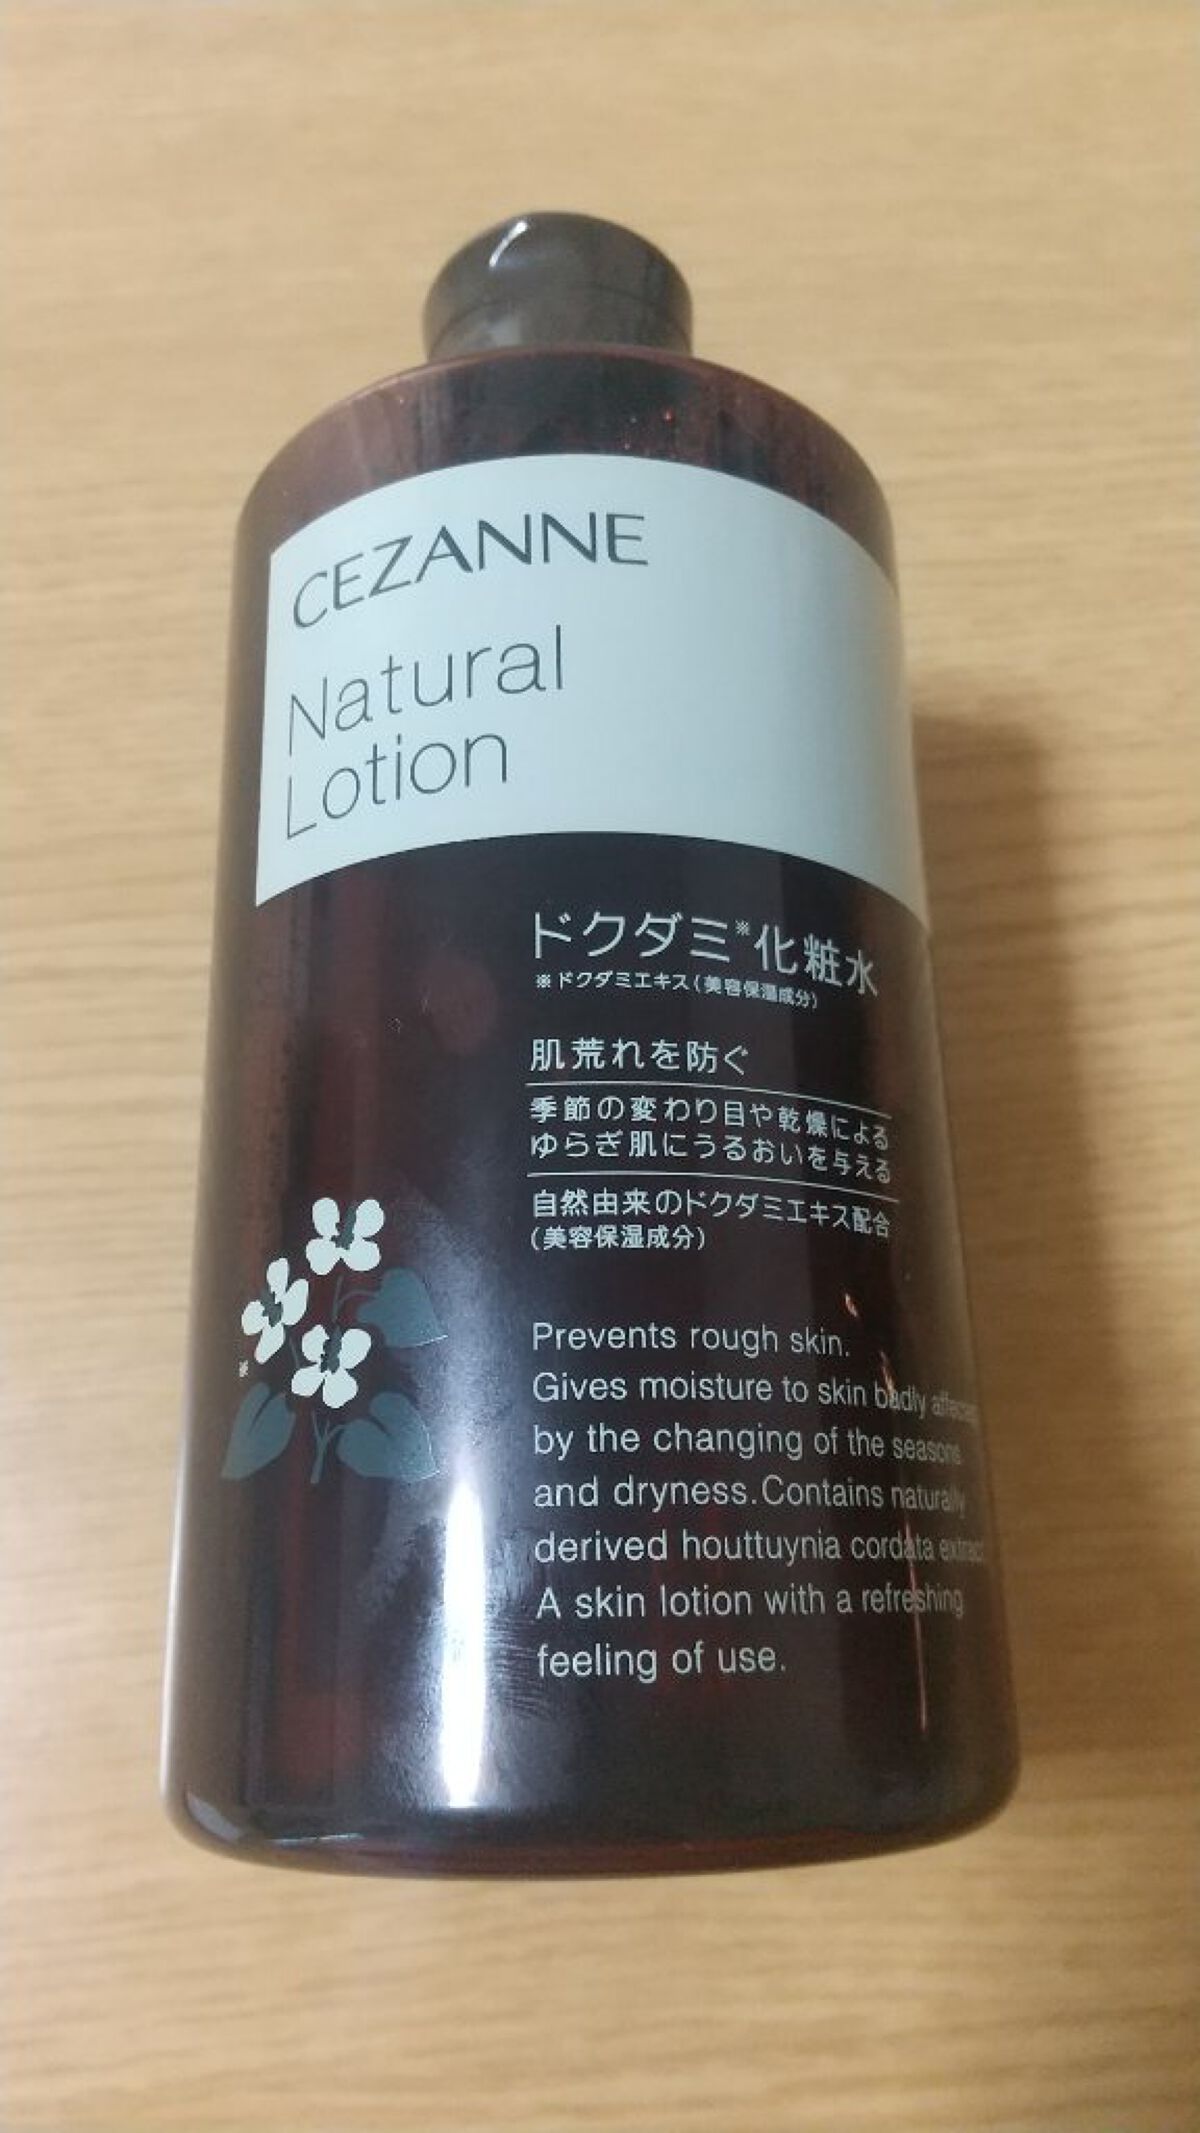 CEZANNE
Natural
Lotion
ドクダミ※化粧水
※ドクダミエキス(美容保湿成分)
肌荒れを防ぐ
季節の変わり目や乾燥による
ゆらぎ肌にうるおいを与える
自然由来のドクダミエキス配合
(美容保湿成分)
Prevents rough skin.
Gives moisture to skin badly affected
by the changing of the seasons
and dryness.Contains naturally
derived houttuynia cordata extract.
A skin lotion with a refreshing
feeling of use.